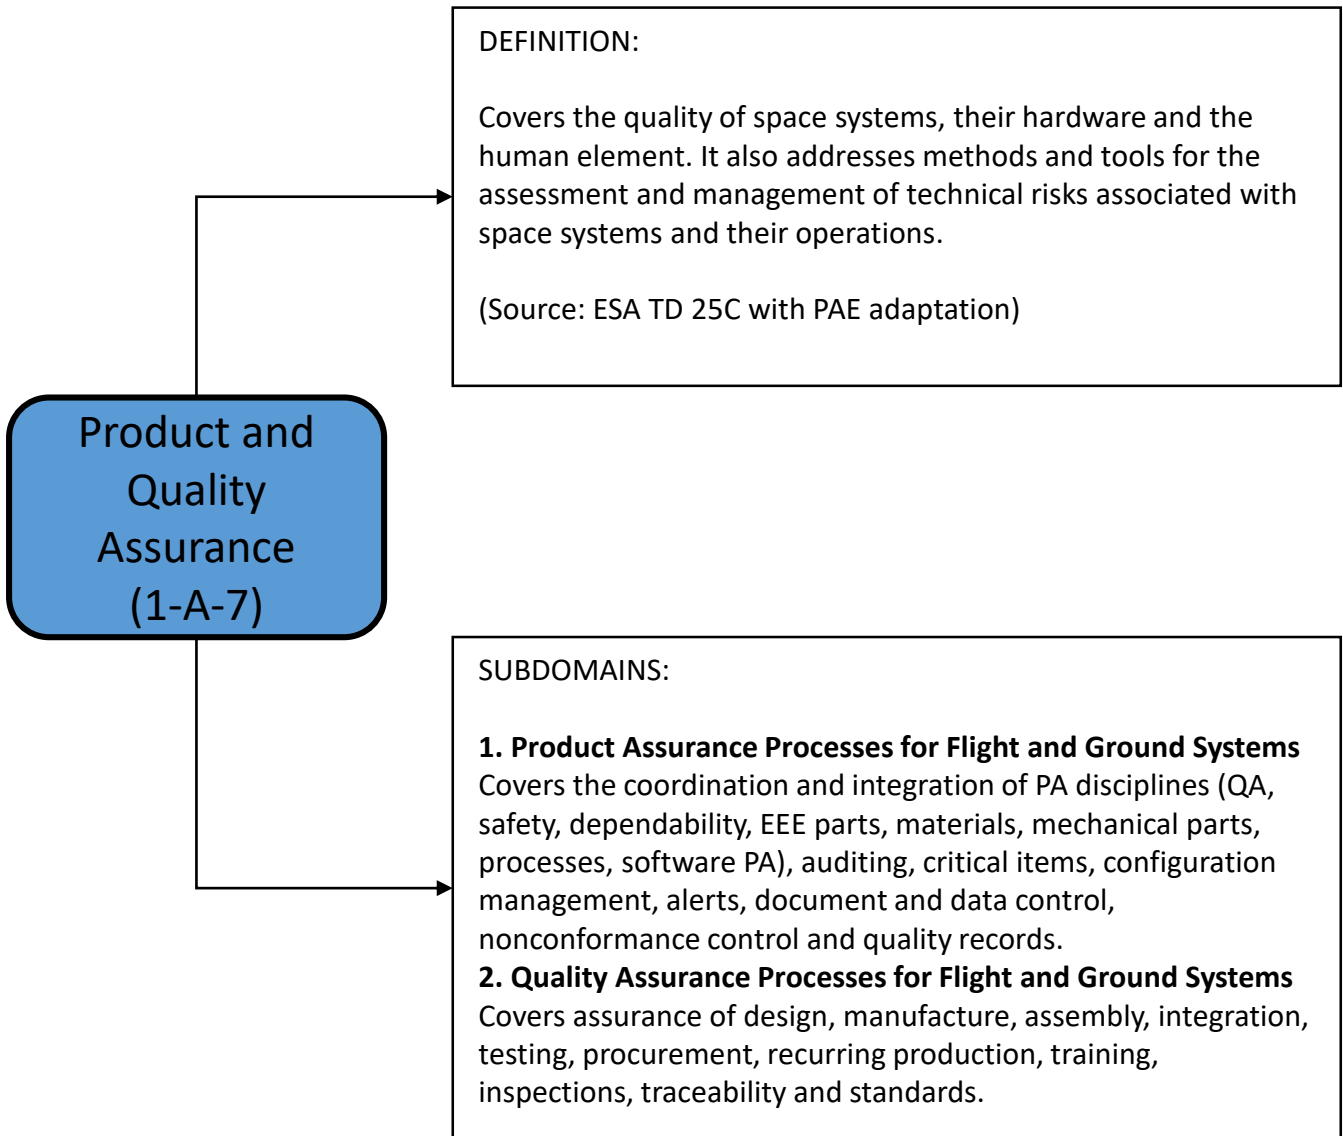 DEFINITION:
Covers the quality of space systems, their hardware and the
human element. It also addresses methods and tools for the
assessment and management of technical risks associated with
space systems and their operations.
(Source: ESA TD 25C with PAE adaptation)
Product and
Quality
Assurance
(1-A-7)
SUBDOMAINS:
1. Product Assurance Processes for Flight and Ground Systems
Covers the coordination and integration of PA disciplines (QA,
safety, dependability, EEE parts, materials, mechanical parts,
processes, software PA), auditing, critical items, configuration
management, alerts, document and data control,
nonconformance control and quality records.
2. Quality Assurance Processes for Flight and Ground Systems
Covers assurance of design, manufacture, assembly, integration,
testing, procurement, recurring production, training,
inspections, traceability and standards.